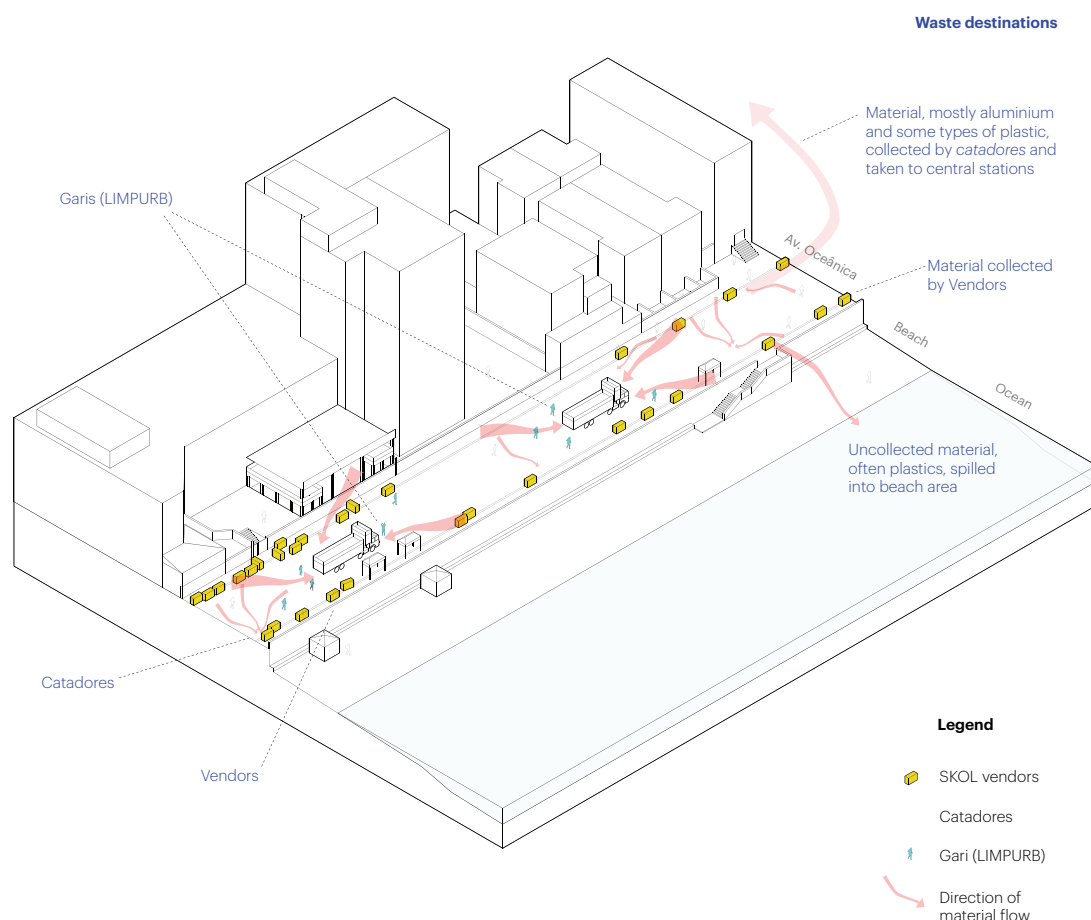 Waste destinations
Material, mostly aluminium
and some types of plastic,
collected by catadores and
taken to central stations
Garis (LIMPURB)
Av. Oceânica
Material collected
by Vendors
Beach
Ocean
Uncollected material,
often plastics, spilled
into beach area
Catadores
Vendors
Legend
SKOL vendors
Catadores
Gari (LIMPURB)
Direction of
material flow